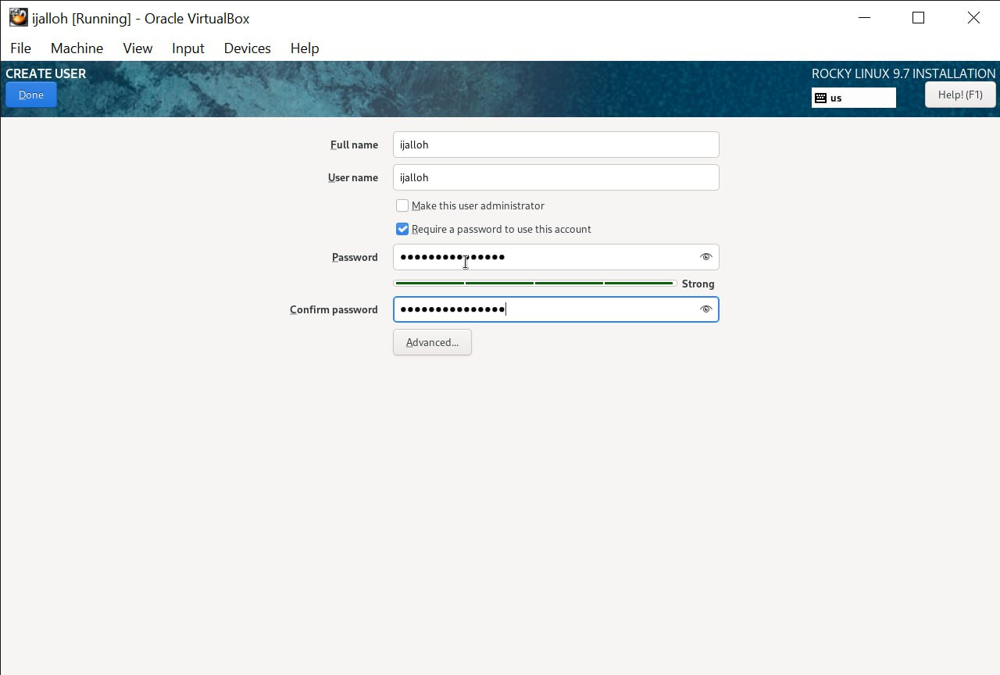 ijalloh [Running] - Oracle VirtualBox
File Machine View Input Devices Help
CREATE USER
ROCKY LINUX 9.7 INSTALLATION
Done
us
Help! (F1)
Full name
ijalloh
User name
ijalloh
Make this user administrator
Require a password to use this account
Password
●●●●●●●●●●●●●●●
Strong
Confirm password
●●●●●●●●●●●●●●●
Advanced...